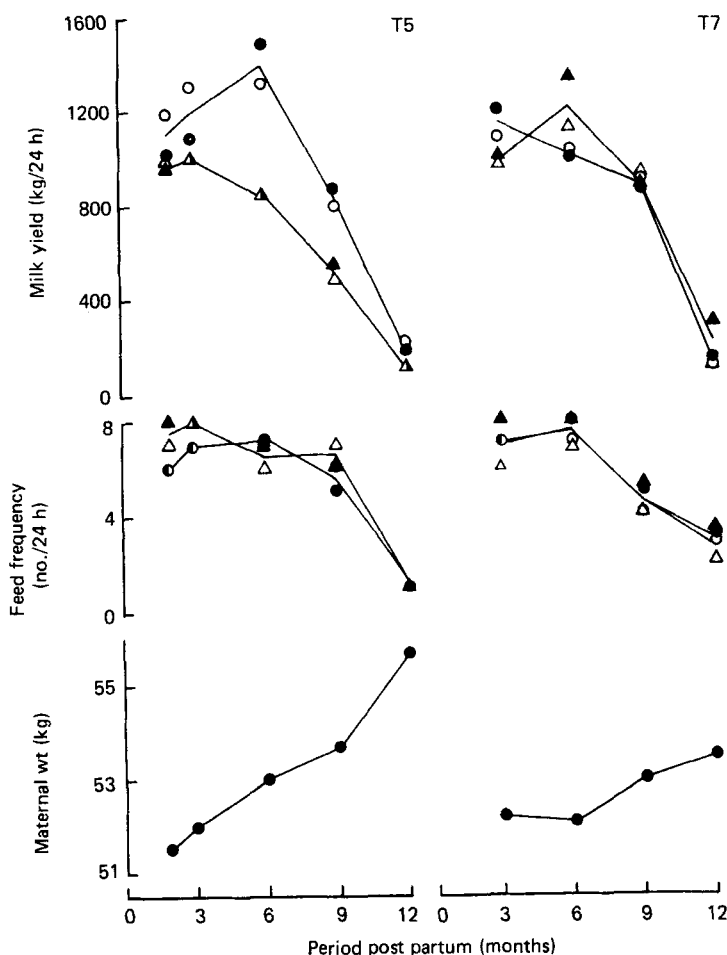 T5
T7
1600
1200
800
400
0
Milk yield (kg/24 h)
8
4
0
Feed frequency
(no./24 h)
55
53
51
Maternal wt (kg)
0 3 6 9 12
0 3 6 9 12
Period post partum (months)